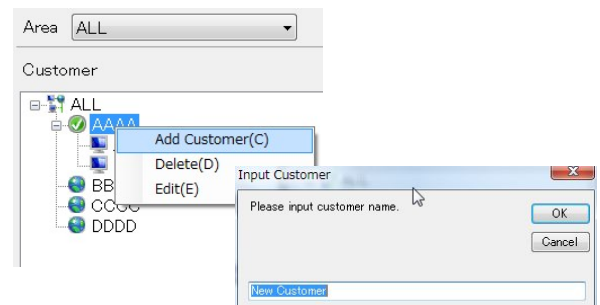 Area ALL
Customer
ALL
AAAA
Add Customer(C)
Delete(D)
Edit(E)
BB
CCCC
DDDD
Input Customer
Please input customer name.
OK
Cancel
New Customer